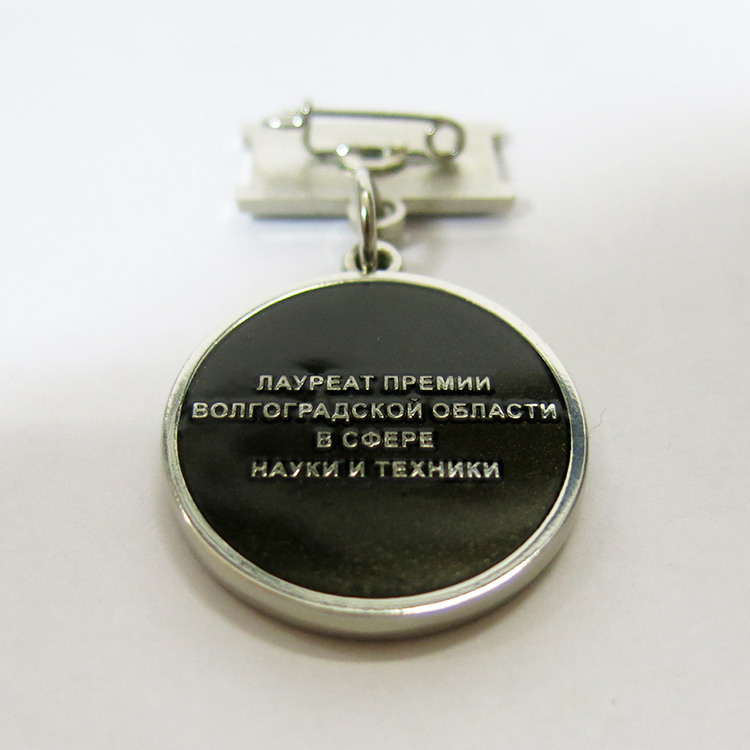 ЛАУРЕАТ ПРЕМИИ
ВОЛГОГРАДСКОЙ ОБЛАСТИ
В СФЕРЕ
НАУКИ И ТЕХНИКИ